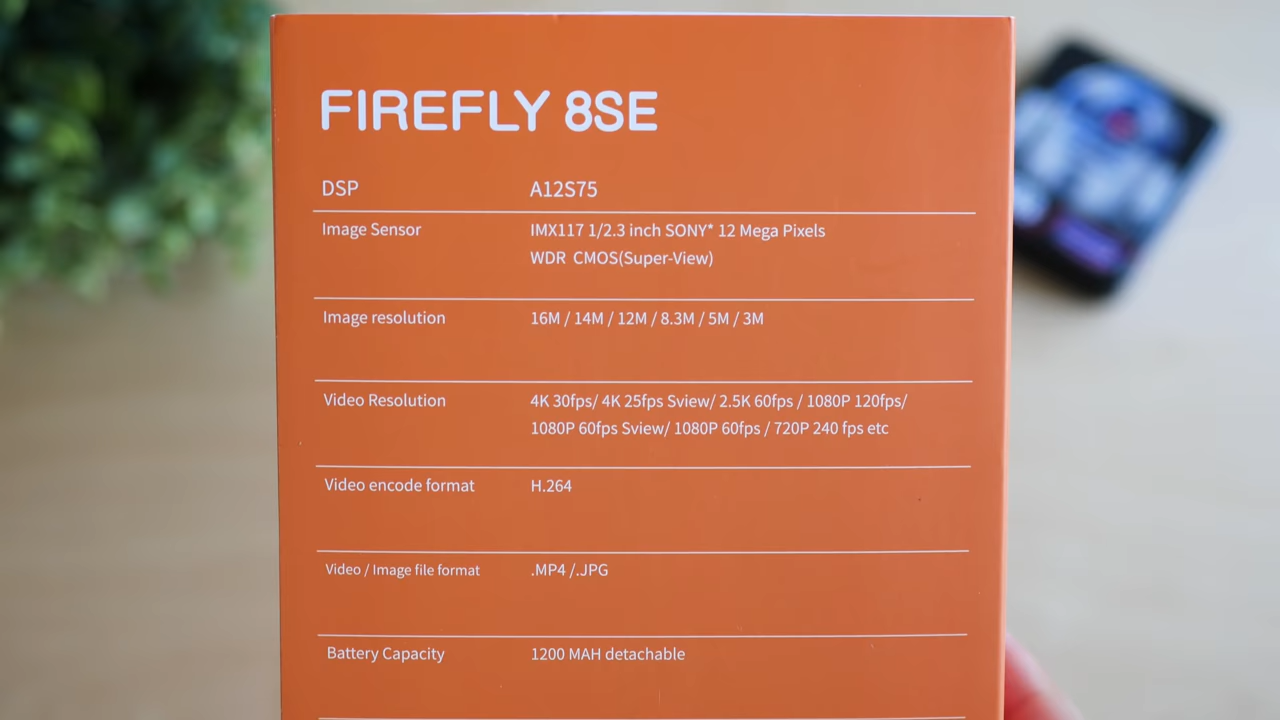 FIREFLY 8SE
DSP A12S75
Image Sensor IMX117 1/2.3 inch SONY* 12 Mega Pixels
WDR CMOS(Super-View)
Image resolution 16M / 14M / 12M / 8.3M / 5M / 3M
Video Resolution 4K 30fps/ 4K 25fps Sview/ 2.5K 60fps / 1080P 120fps/
1080P 60fps Sview/ 1080P 60fps / 720P 240 fps etc
Video encode format H.264
Video / Image file format .MP4 /.JPG
Battery Capacity 1200 MAH detachable